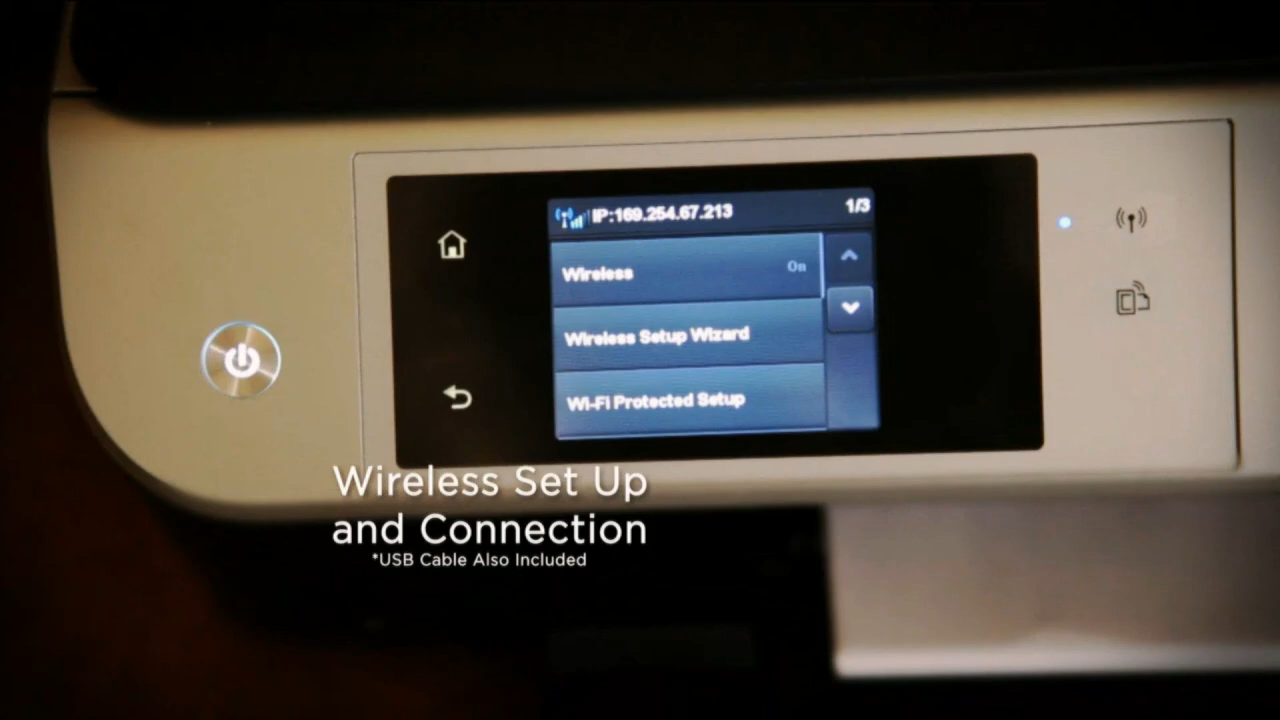 IP:169.254.67.213 1/3
Wireless On
Wireless Setup Wizard
Wi-Fi Protected Setup
Wireless Set Up
and Connection
*USB Cable Also Included